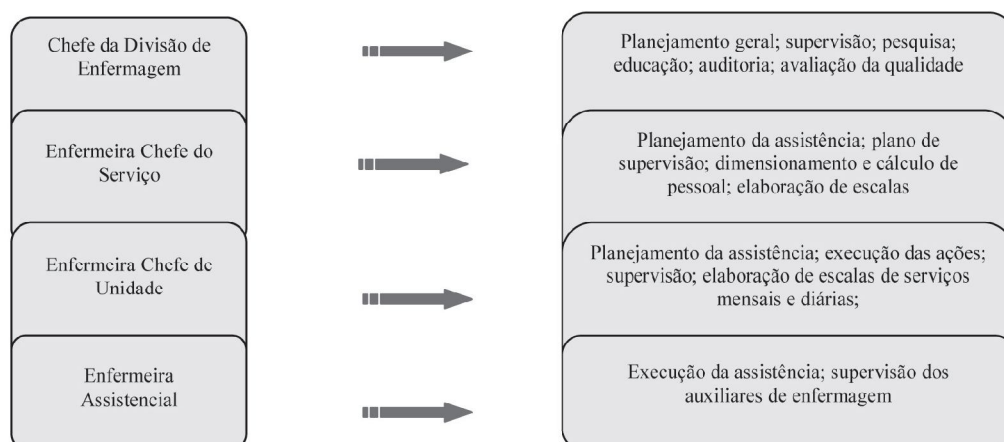 Chefe da Divisão de
Enfermagem
Planejamento geral; supervisão; pesquisa;
educação; auditoria; avaliação da qualidade
Enfermeira Chefe do
Serviço
Planejamento da assistência; plano de
supervisão; dimensionamento e cálculo de
pessoal; elaboração de escalas
Enfermeira Chefe de
Unidade
Planejamento da assistência; execução das ações;
supervisão; elaboração de escalas de serviços
mensais e diárias;
Enfermeira
Assistencial
Execução da assistência; supervisão dos
auxiliares de enfermagem